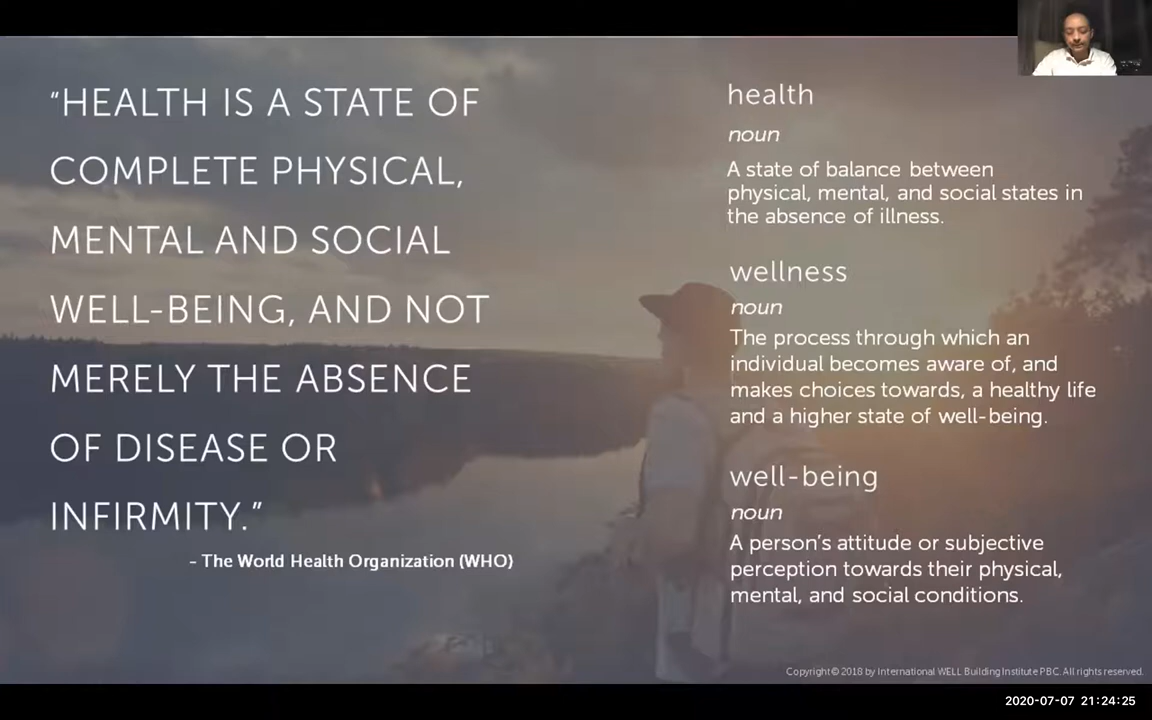 “HEALTH IS A STATE OF
COMPLETE PHYSICAL,
MENTAL AND SOCIAL
WELL-BEING, AND NOT
MERELY THE ABSENCE
OF DISEASE OR
INFIRMITY.”
- The World Health Organization (WHO)
health
noun
A state of balance between
physical, mental, and social states in
the absence of illness.
wellness
noun
The process through which an
individual becomes aware of, and
makes choices towards, a healthy life
and a higher state of well-being.
well-being
noun
A person’s attitude or subjective
perception towards their physical,
mental, and social conditions.
Copyright © 2018 by International WELL Building Institute PBC. All rights reserved.
2020-07-07 21:24:25